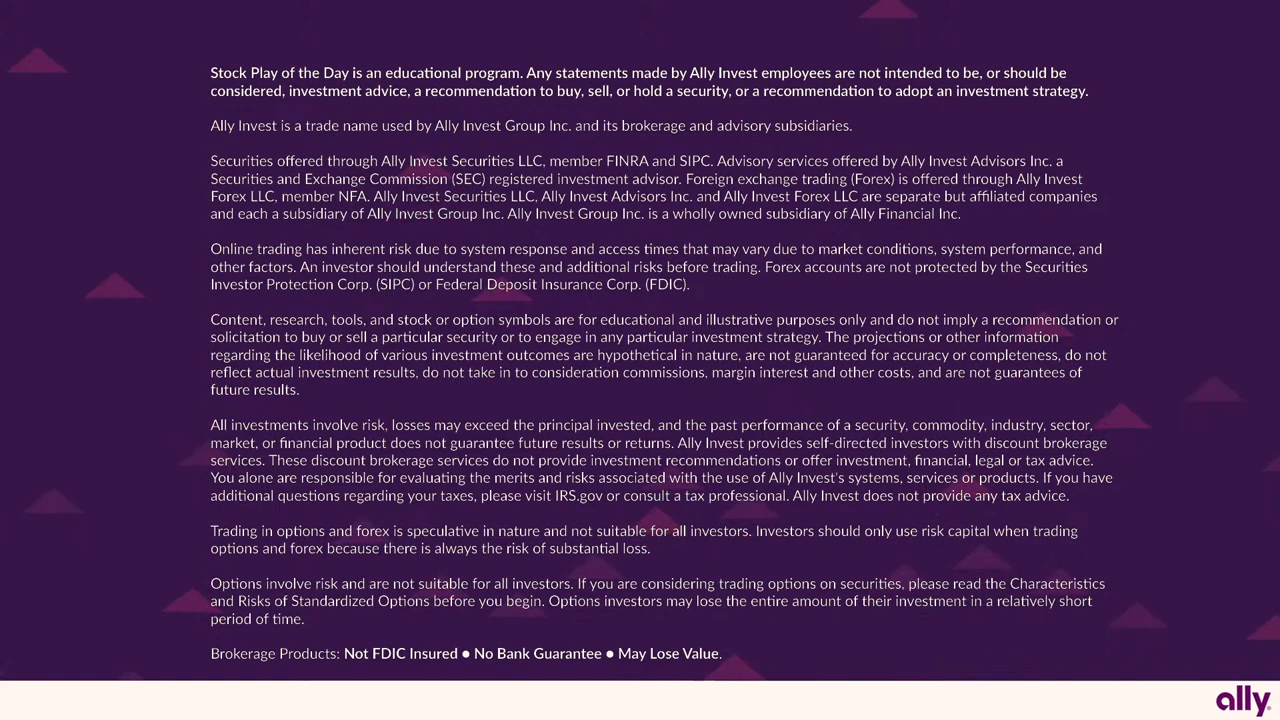 Stock Play of the Day is an educational program. Any statements made by Ally Invest employees are not intended to be, or should be
considered, investment advice, a recommendation to buy, sell, or hold a security, or a recommendation to adopt an investment strategy.
Ally Invest is a trade name used by Ally Invest Group Inc. and its brokerage and advisory subsidiaries.
Securities offered through Ally Invest Securities LLC, member FINRA and SIPC. Advisory services offered by Ally Invest Advisors Inc. a
Securities and Exchange Commission (SEC) registered investment advisor. Foreign exchange trading (Forex) is offered through Ally Invest
Forex LLC, member NFA. Ally Invest Securities LLC, Ally Invest Advisors Inc. and Ally Invest Forex LLC are separate but affiliated companies
and each a subsidiary of Ally Invest Group Inc. Ally Invest Group Inc. is a wholly owned subsidiary of Ally Financial Inc.
Online trading has inherent risk due to system response and access times that may vary due to market conditions, system performance, and
other factors. An investor should understand these and additional risks before trading. Forex accounts are not protected by the Securities
Investor Protection Corp. (SIPC) or Federal Deposit Insurance Corp. (FDIC).
Content, research, tools, and stock or option symbols are for educational and illustrative purposes only and do not imply a recommendation or
solicitation to buy or sell a particular security or to engage in any particular investment strategy. The projections or other information
regarding the likelihood of various investment outcomes are hypothetical in nature, are not guaranteed for accuracy or completeness, do not
reflect actual investment results, do not take in to consideration commissions, margin interest and other costs, and are not guarantees of
future results.
All investments involve risk, losses may exceed the principal invested, and the past performance of a security, commodity, industry, sector,
market, or financial product does not guarantee future results or returns. Ally Invest provides self-directed investors with discount brokerage
services. These discount brokerage services do not provide investment recommendations or offer investment, financial, legal or tax advice.
You alone are responsible for evaluating the merits and risks associated with the use of Ally Invest's systems, services or products. If you have
additional questions regarding your taxes, please visit IRS.gov or consult a tax professional. Ally Invest does not provide any tax advice.
Trading in options and forex is speculative in nature and not suitable for all investors. Investors should only use risk capital when trading
options and forex because there is always the risk of substantial loss.
Options involve risk and are not suitable for all investors. If you are considering trading options on securities, please read the Characteristics
and Risks of Standardized Options before you begin. Options investors may lose the entire amount of their investment in a relatively short
period of time.
Brokerage Products: Not FDIC Insured ● No Bank Guarantee ● May Lose Value.
ally